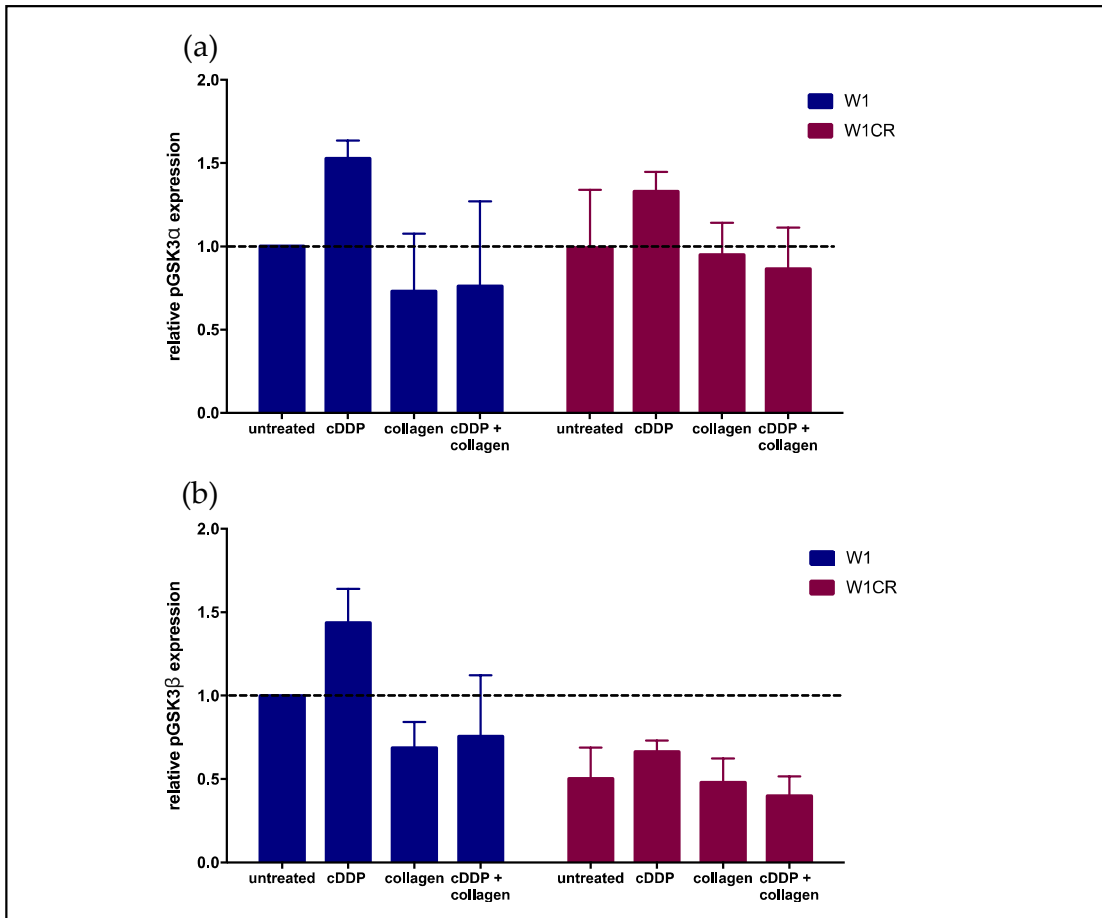 (a)
relative pGSK3α expression
2.0
1.5
1.0
0.5
0.0
W1
W1CR
untreated cDDP collagen cDDP + collagen untreated cDDP collagen cDDP + collagen
(b)
relative pGSK3β expression
2.0
1.5
1.0
0.5
0.0
W1
W1CR
untreated cDDP collagen cDDP + collagen untreated cDDP collagen cDDP + collagen